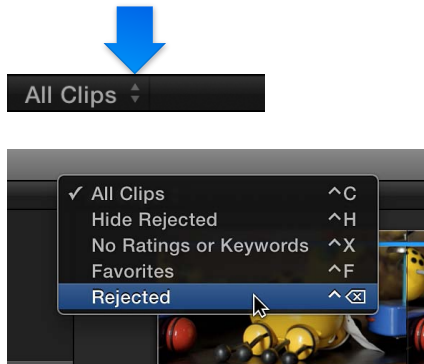 All Clips
✓ All Clips ^C
Hide Rejected ^H
No Ratings or Keywords ^X
Favorites ^F
Rejected ^⌫